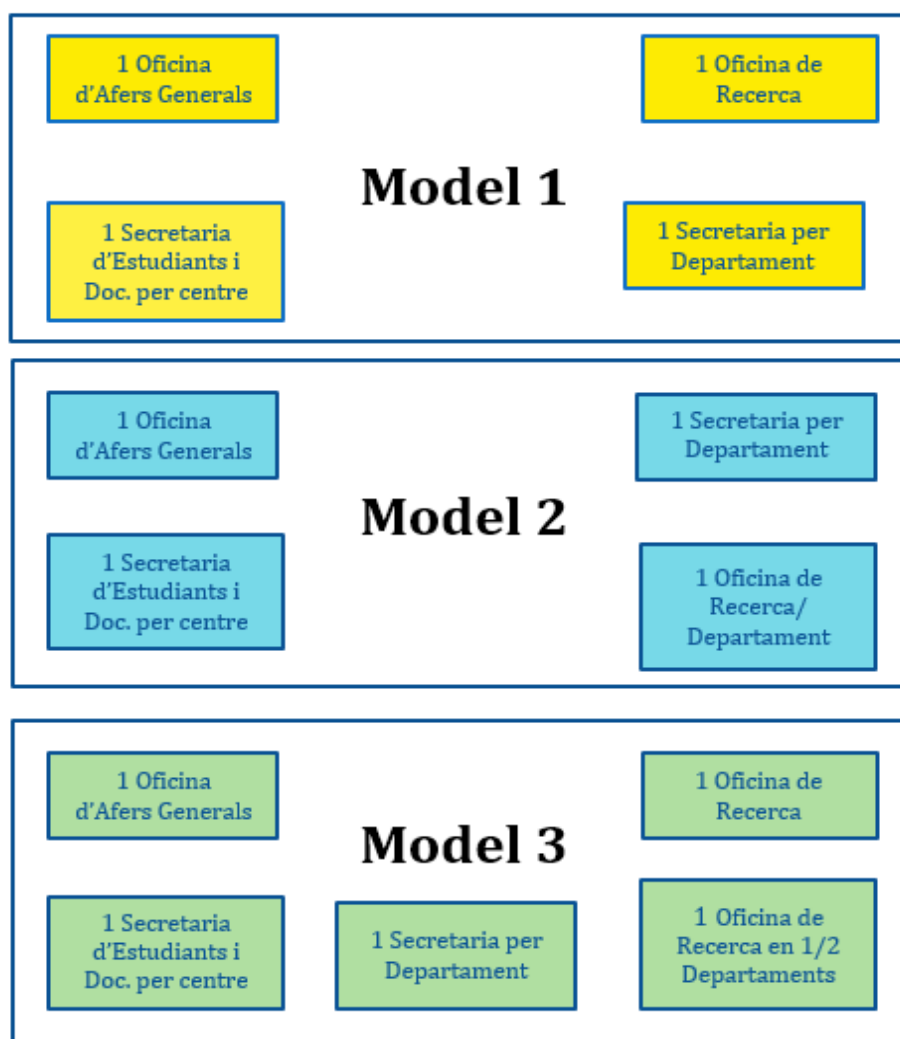 1 Oficina
d'Afers Generals
1 Oficina de
Recerca
Model 1
1 Secretaria
d'Estudiants i
Doc. per centre
1 Secretaria per
Departament
1 Oficina
d'Afers Generals
1 Secretaria per
Departament
Model 2
1 Secretaria
d'Estudiants i
Doc. per centre
1 Oficina de
Recerca/
Departament
1 Oficina
d'Afers Generals
1 Oficina de
Recerca
Model 3
1 Secretaria
d'Estudiants i
Doc. per centre
1 Secretaria per
Departament
1 Oficina de
Recerca en 1/2
Departaments